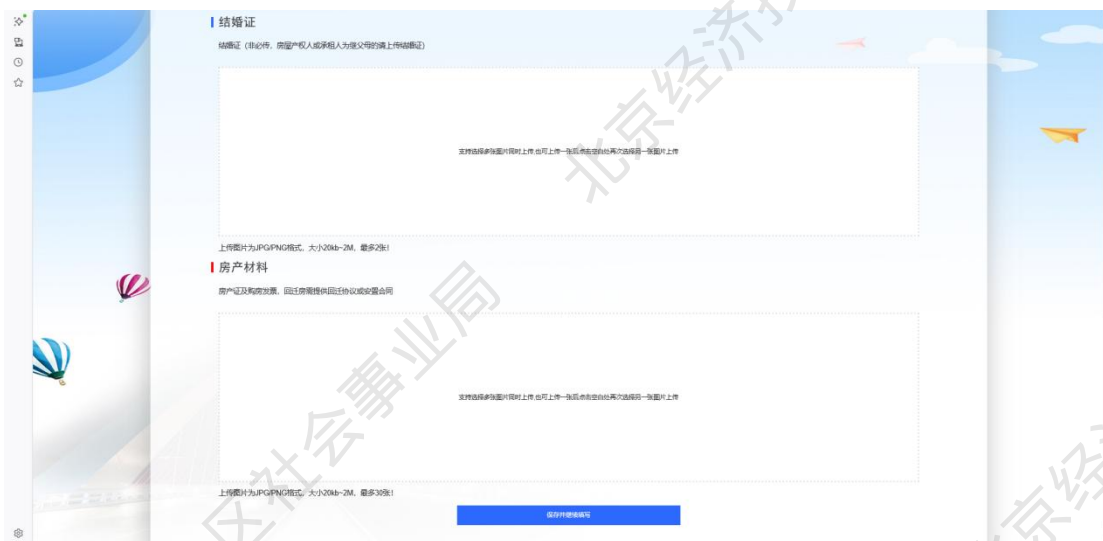 结婚证
结婚证（非必传，房屋产权人或承租人为继父母的请上传结婚证）
支持选择多张图片同时上传,也可上传一张后点击空白处再次选择另一张图片上传
上传图片为JPG/PNG格式，大小20kb~2M，最多2张！
房产材料
房产证及购房发票，回迁房需提供回迁协议或安置合同
支持选择多张图片同时上传,也可上传一张后点击空白处再次选择另一张图片上传
上传图片为JPG/PNG格式，大小20kb~2M，最多30张！
保存并继续填写
北京经济技
区社会事业局
京经